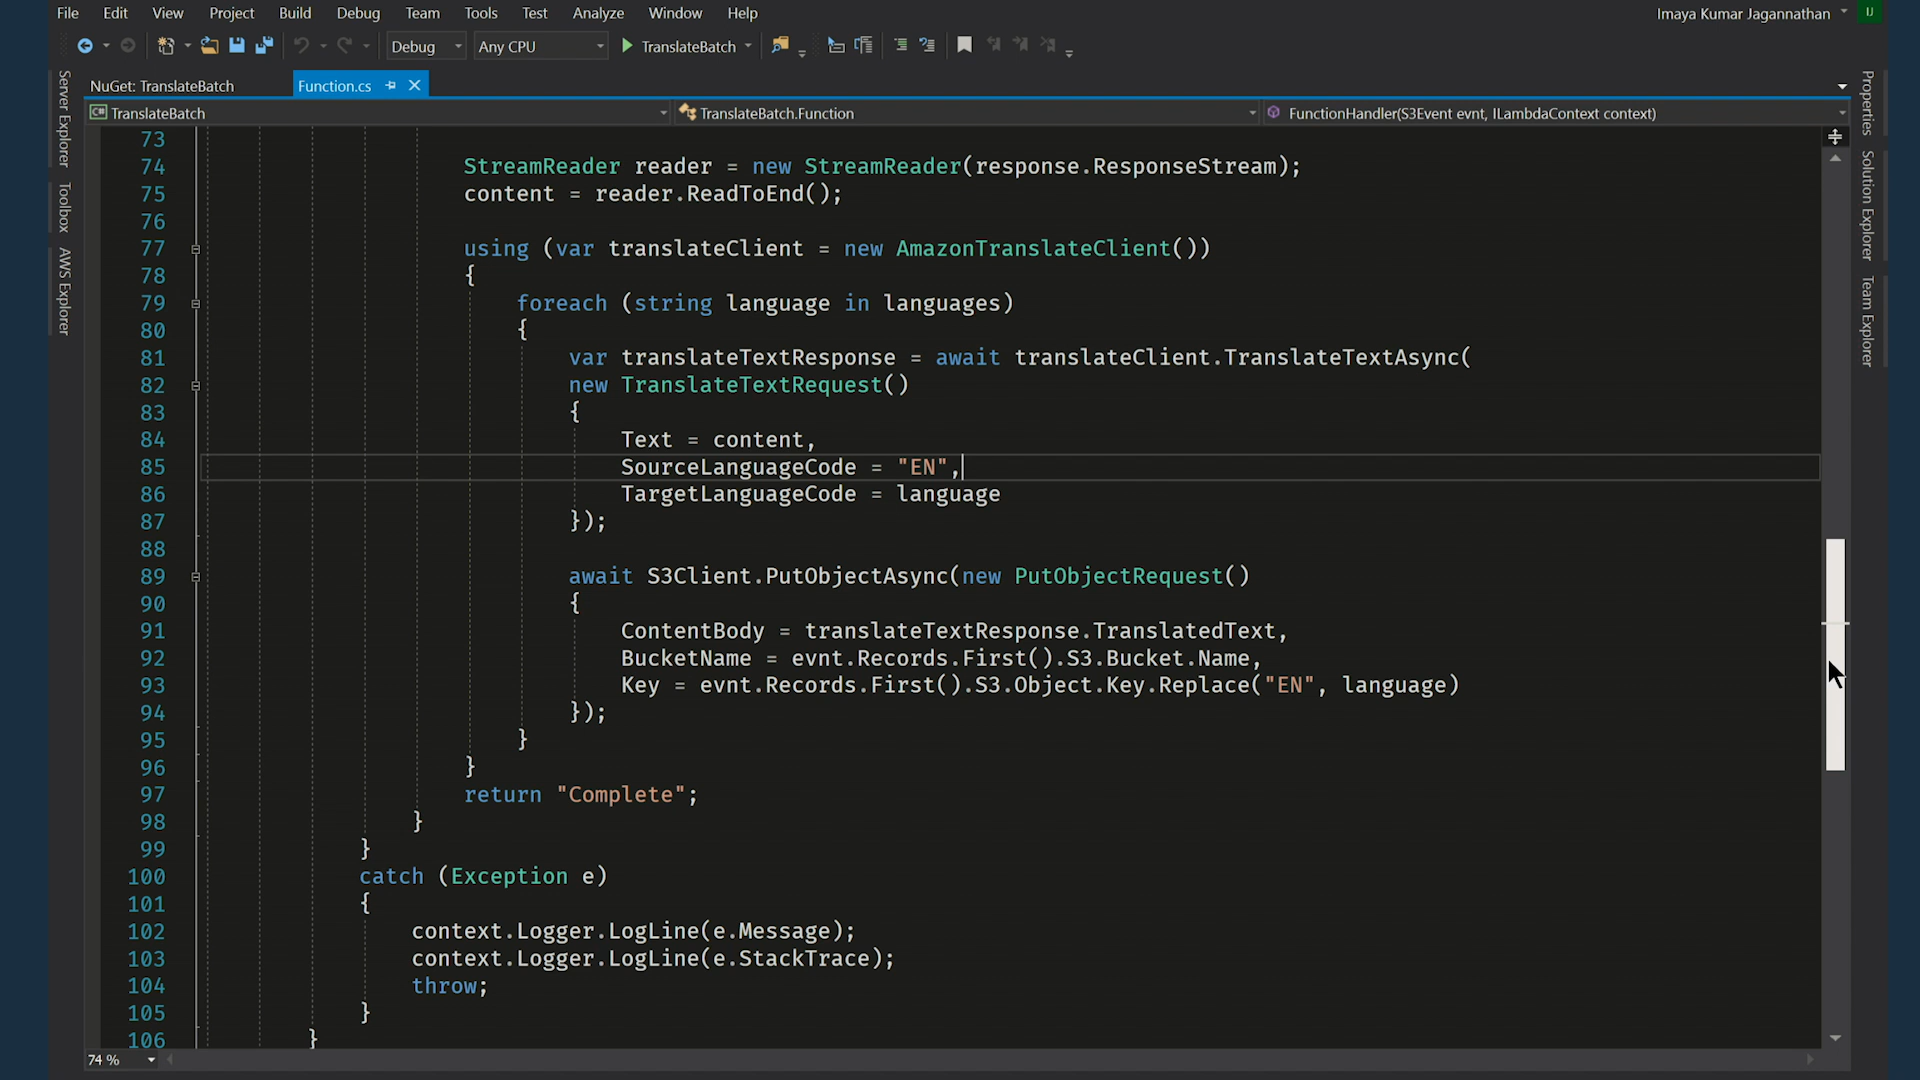 File Edit View Project Build Debug Team Tools Test Analyze Window Help
Imaya Kumar Jagannathan IJ
Debug Any CPU TranslateBatch
NuGet: TranslateBatch Function.cs
TranslateBatch TranslateBatch.Function FunctionHandler(S3Event evnt, ILambdaContext context)
Server Explorer
Toolbox
AWS Explorer
73
74 StreamReader reader = new StreamReader(response.ResponseStream);
75 content = reader.ReadToEnd();
76
77 using (var translateClient = new AmazonTranslateClient())
78 {
79 foreach (string language in languages)
80 {
81 var translateTextResponse = await translateClient.TranslateTextAsync(
82 new TranslateTextRequest()
83 {
84 Text = content,
85 SourceLanguageCode = "EN",
86 TargetLanguageCode = language
87 });
88
89 await S3Client.PutObjectAsync(new PutObjectRequest()
90 {
91 ContentBody = translateTextResponse.TranslatedText,
92 BucketName = evnt.Records.First().S3.Bucket.Name,
93 Key = evnt.Records.First().S3.Object.Key.Replace("EN", language)
94 });
95 }
96 }
97 return "Complete";
98 }
99 }
100 catch (Exception e)
101 {
102 context.Logger.LogLine(e.Message);
103 context.Logger.LogLine(e.StackTrace);
104 throw;
105 }
106 }
Properties
Solution Explorer
Team Explorer
74 %